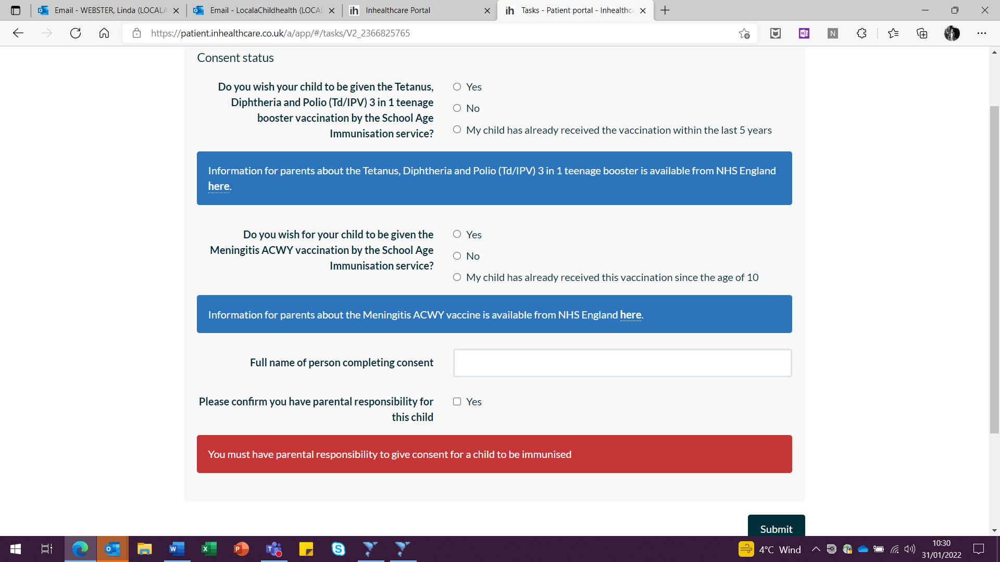 Email - WEBSTER, Linda (LOCALA
Email - LocalaChildhealth (LOCAL
ih Inhealthcare Portal
ih Tasks - Patient portal - Inhealthca
https://patient.inhealthcare.co.uk/a/app/#/tasks/V2_2366825765
N
N
Consent status
Do you wish your child to be given the Tetanus,
Diphtheria and Polio (Td/IPV) 3 in 1 teenage
booster vaccination by the School Age
Immunisation service?
Yes
No
My child has already received the vaccination within the last 5 years
Information for parents about the Tetanus, Diphtheria and Polio (Td/IPV) 3 in 1 teenage booster is available from NHS England
here.
Do you wish for your child to be given the
Meningitis ACWY vaccination by the School Age
Immunisation service?
Yes
No
My child has already received this vaccination since the age of 10
Information for parents about the Meningitis ACWY vaccine is available from NHS England here.
Full name of person completing consent
Please confirm you have parental responsibility for
this child
Yes
You must have parental responsibility to give consent for a child to be immunised
Submit
4°C Wind
10:30
31/01/2022